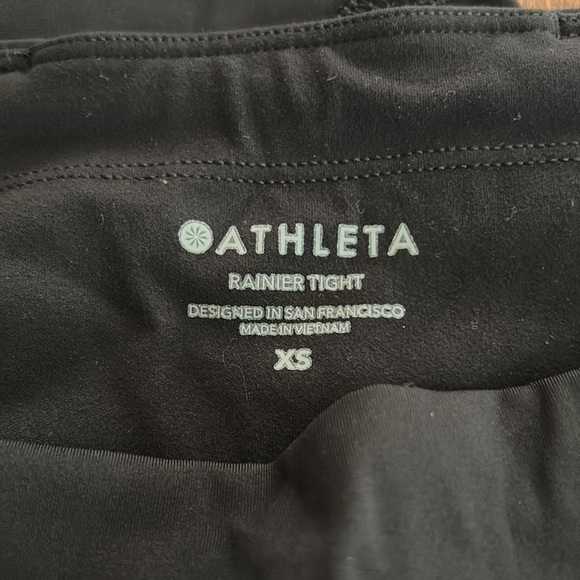 ATHLETA
RAINIER TIGHT
DESIGNED IN SAN FRANCISCO
MADE IN VIETNAM
XS